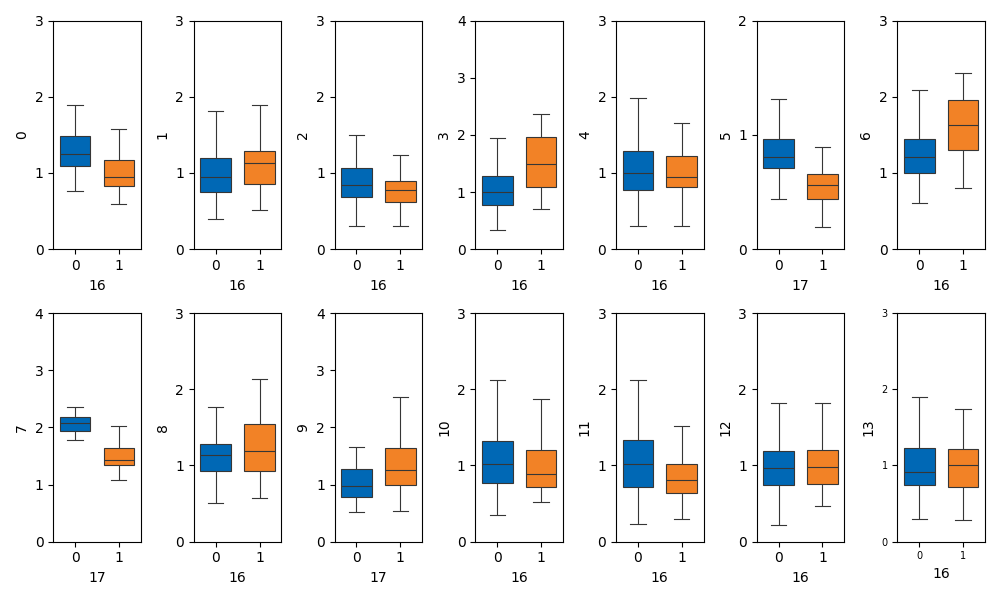 3 3 3 4 3 2 3
2 2 2 3 2 1 2
1 1 1 2 1 0 1
0 0 0 1 0 0
0
0 1 2 3 4 5 6
0 1 0 1 0 1 0 1 0 1 0 1 0 1
16 16 16 16 16 17 16
4 3 4 3 3 3 3
3 2 3 2 2 2 2
2 1 2 1 1 1 1
1 0 1 0 0 0 0
0 0
7 8 9 10 11 12 13
0 1 0 1 0 1 0 1 0 1 0 1 0 1
17 16 17 16 16 16 16